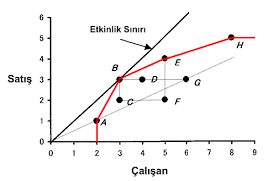 Etkinlik Sınırı
Satış
6
5
4
3
2
1
0
H
E
B
D
G
C
F
A
0 1 2 3 4 5 6 7 8 9
Çalışan